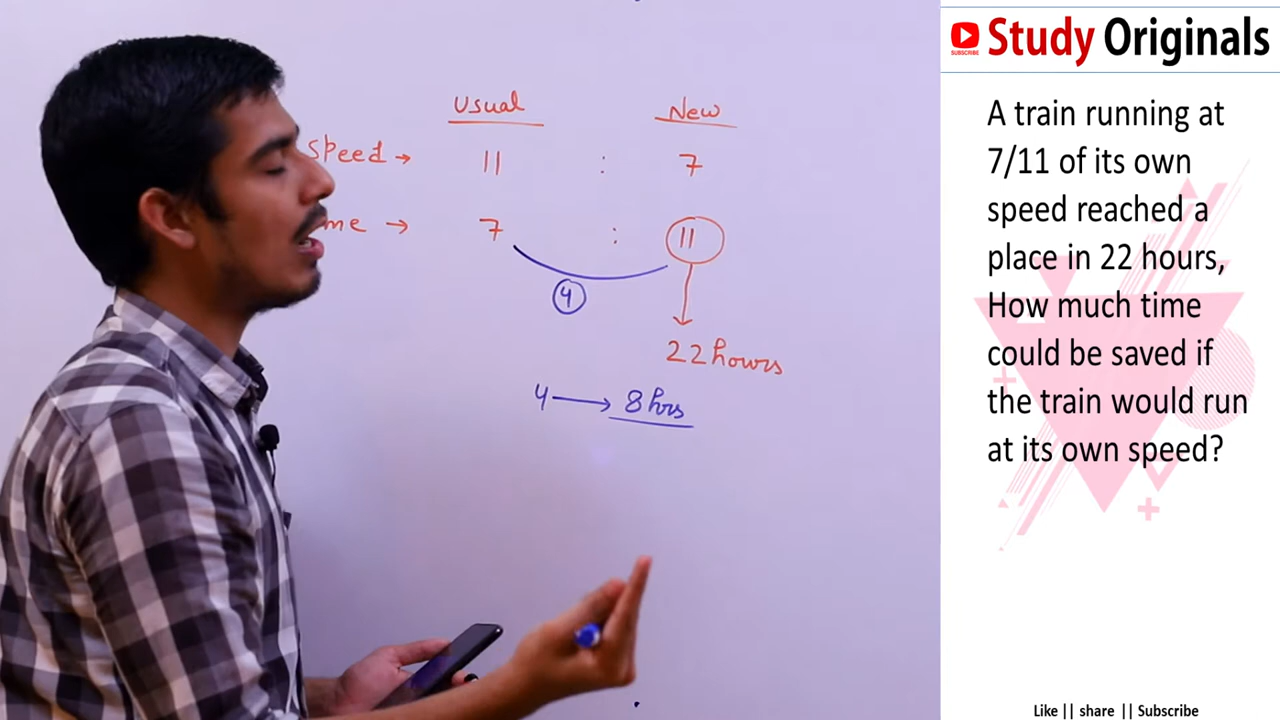 Usual New
speed → 11 : 7
me → 7 : 11
4
22 hours
4 → 8 hrs
SUBSCRIBE
Study Originals
A train running at
7/11 of its own
speed reached a
place in 22 hours,
How much time
could be saved if
the train would run
at its own speed?
Like || share || Subscribe